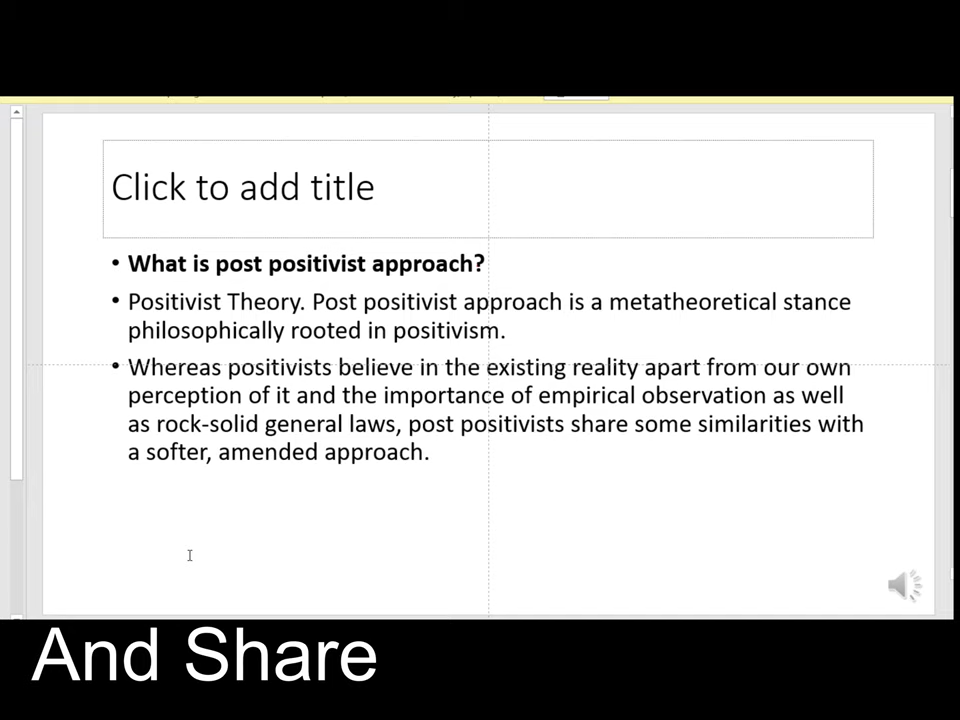 Click to add title
• What is post positivist approach?
• Positivist Theory. Post positivist approach is a metatheoretical stance
philosophically rooted in positivism.
• Whereas positivists believe in the existing reality apart from our own
perception of it and the importance of empirical observation as well
as rock-solid general laws, post positivists share some similarities with
a softer, amended approach.
And Share